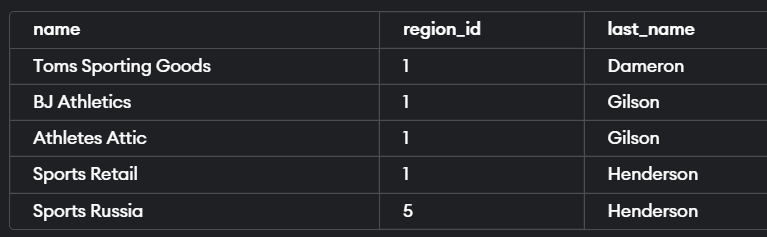 name region_id last_name
Toms Sporting Goods 1 Dameron
BJ Athletics 1 Gilson
Athletes Attic 1 Gilson
Sports Retail 1 Henderson
Sports Russia 5 Henderson